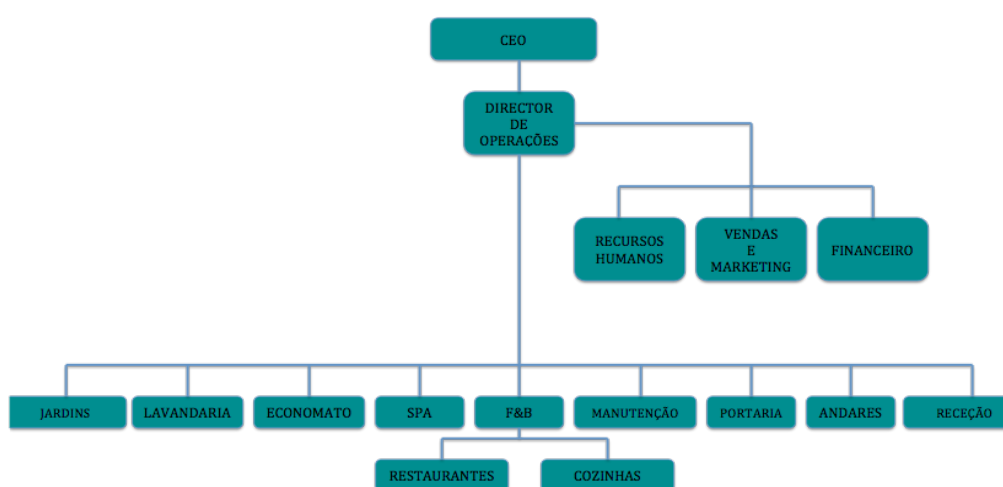 CEO
DIRECTOR
DE
OPERAÇÕES
RECURSOS
HUMANOS
VENDAS
E
MARKETING
FINANCEIRO
JARDINS
LAVANDARIA
ECONOMATO
SPA
F&B
MANUTENÇÃO
PORTARIA
ANDARES
RECEÇÃO
RESTAURANTES
COZINHAS